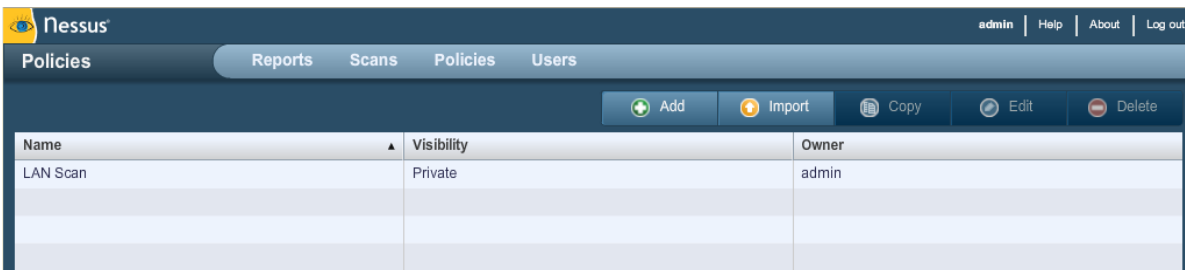 nessus admin Help About Log out
Policies Reports Scans Policies Users
Add Import Copy Edit Delete
Name Visibility Owner
LAN Scan Private admin